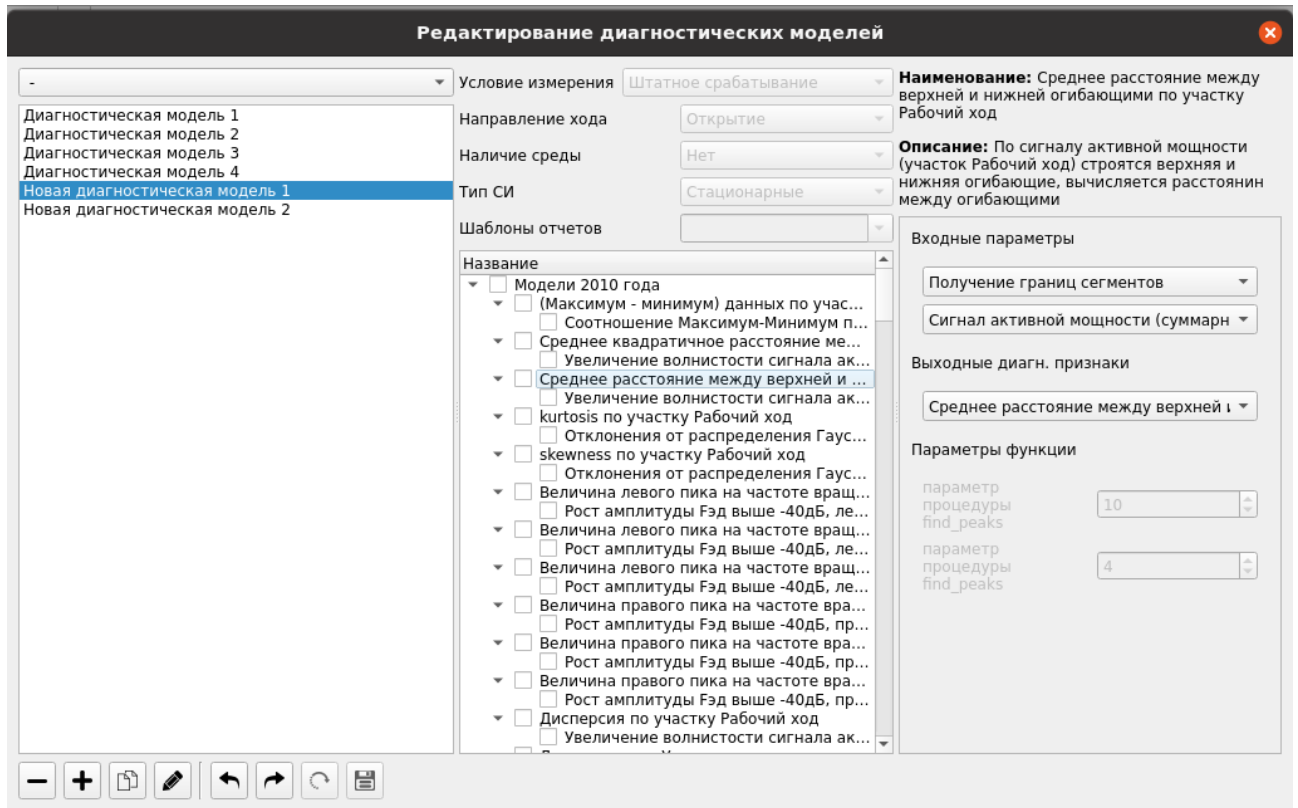 Редактирование диагностических моделей
-
Диагностическая модель 1
Диагностическая модель 2
Диагностическая модель 3
Диагностическая модель 4
Новая диагностическая модель 1
Новая диагностическая модель 2
Условие измерения Штатное срабатывание
Направление хода Открытие
Наличие среды Нет
Тип СИ Стационарные
Шаблоны отчетов
Название
Модели 2010 года
(Максимум - минимум) данных по учас...
Соотношение Максимум-Минимум п...
Среднее квадратичное расстояние ме...
Увеличение волнистости сигнала ак...
Среднее расстояние между верхней и ...
Увеличение волнистости сигнала ак...
kurtosis по участку Рабочий ход
Отклонения от распределения Гаус...
skewness по участку Рабочий ход
Отклонения от распределения Гаус...
Величина левого пика на частоте вращ...
Рост амплитуды Fэд выше -40дБ, ле...
Величина левого пика на частоте вращ...
Рост амплитуды Fэд выше -40дБ, ле...
Величина левого пика на частоте вращ...
Рост амплитуды Fэд выше -40дБ, ле...
Величина правого пика на частоте вра...
Рост амплитуды Fэд выше -40дБ, пр...
Величина правого пика на частоте вра...
Рост амплитуды Fэд выше -40дБ, пр...
Величина правого пика на частоте вра...
Рост амплитуды Fэд выше -40дБ, пр...
Дисперсия по участку Рабочий ход
Увеличение волнистости сигнала ак...
Наименование: Среднее расстояние между
верхней и нижней огибающими по участку
Рабочий ход
Описание: По сигналу активной мощности
(участок Рабочий ход) строятся верхняя и
нижняя огибающие, вычисляется расстоянин
между огибающими
Входные параметры
Получение границ сегментов
Сигнал активной мощности (суммарн
Выходные диагн. признаки
Среднее расстояние между верхней
Параметры функции
параметр
процедуры 10
find_peaks
параметр
процедуры 4
find_peaks